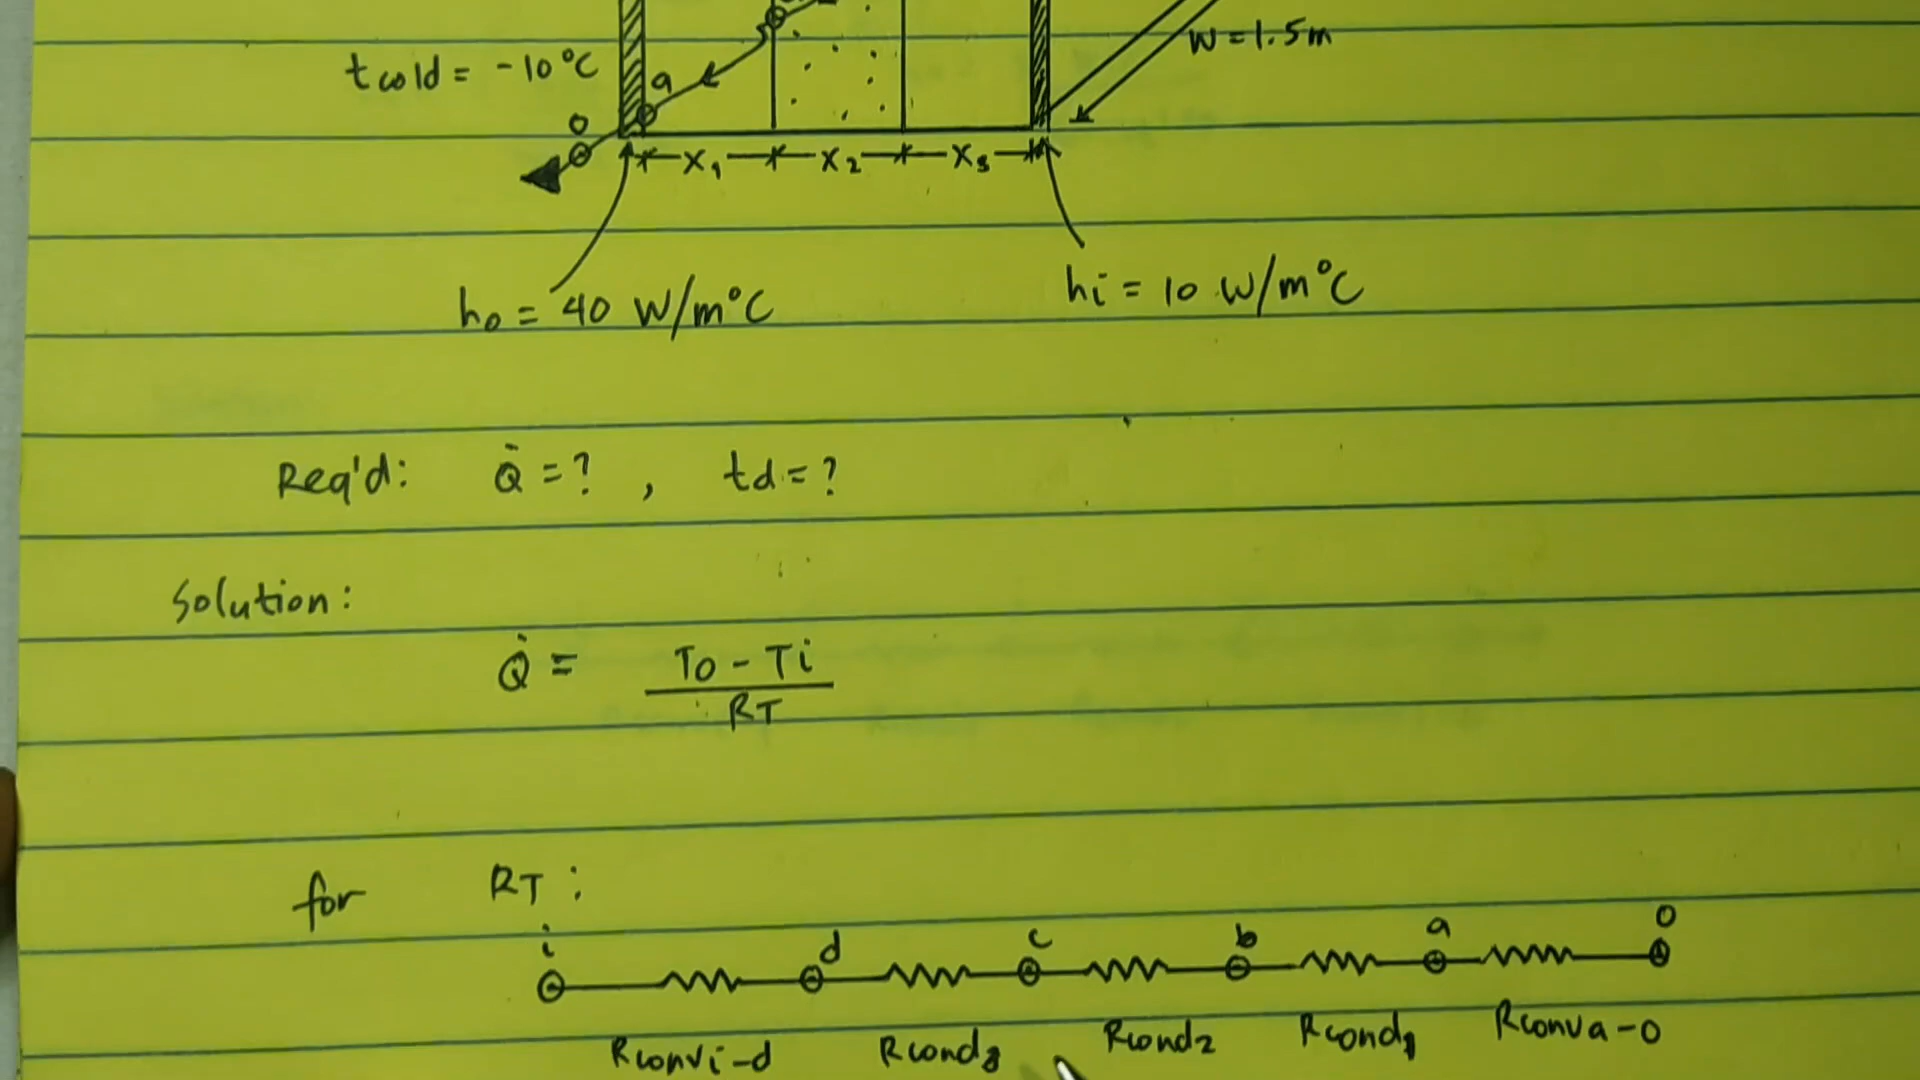 W = 1.5m
tcold = -10°C
a
o
x1 x2 x3
ho = 40 W/m°C
hi = 10 W/m°C
Req'd: Q̇ = ?, td = ?
Solution:
Q̇ = To - Ti
RT
for RT :
i d c b a o
Rconvi-d Rcond3 Rcond2 Rcond1 Rconva-o